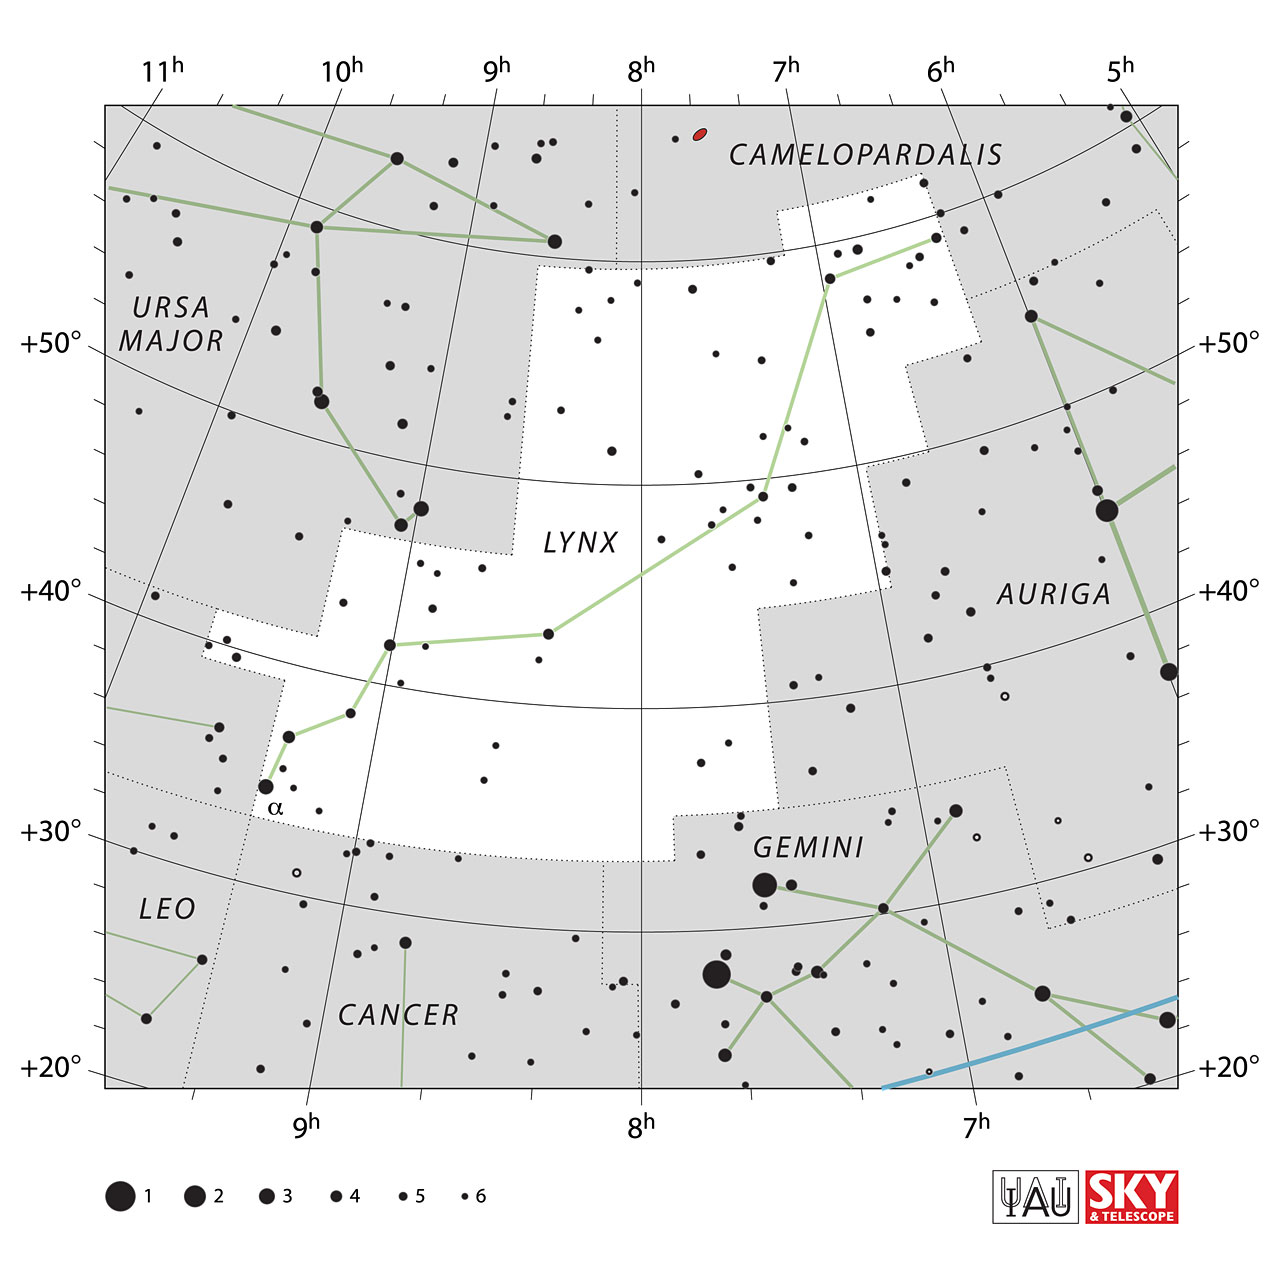 11h 10h 9h 8h 7h 6h 5h
CAMELOPARDALIS
URSA
MAJOR
+50° +50°
LYNX
+40° AURIGA +40°
α
+30° GEMINI +30°
LEO
CANCER
+20° +20°
9h 8h 7h
1 2 3 4 5 6
IAU
SKY
& TELESCOPE